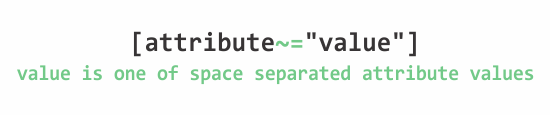 [attribute~="value"]
value is one of space separated attribute values